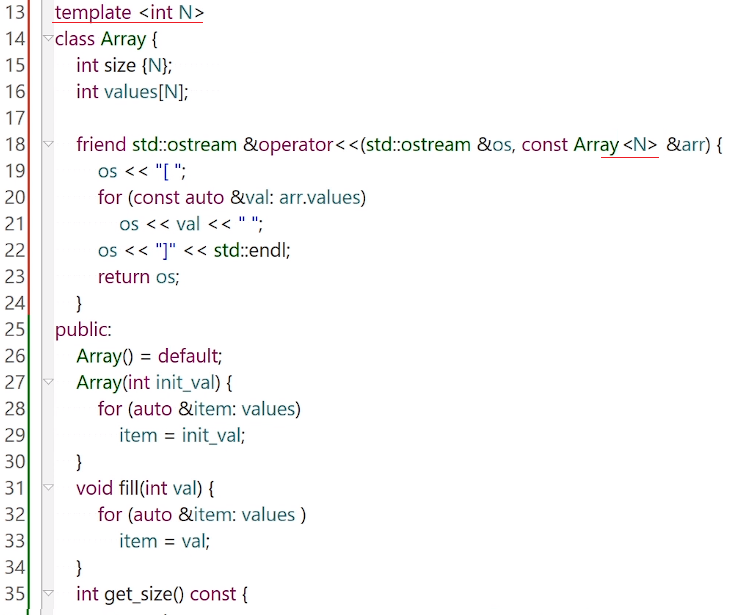 13 template <int N>
14 class Array {
15 int size {N};
16 int values[N];
17
18 friend std::ostream &operator<<(std::ostream &os, const Array<N> &arr) {
19 os << "[ ";
20 for (const auto &val: arr.values)
21 os << val << " ";
22 os << "]" << std::endl;
23 return os;
24 }
25 public:
26 Array() = default;
27 Array(int init_val) {
28 for (auto &item: values)
29 item = init_val;
30 }
31 void fill(int val) {
32 for (auto &item: values )
33 item = val;
34 }
35 int get_size() const {